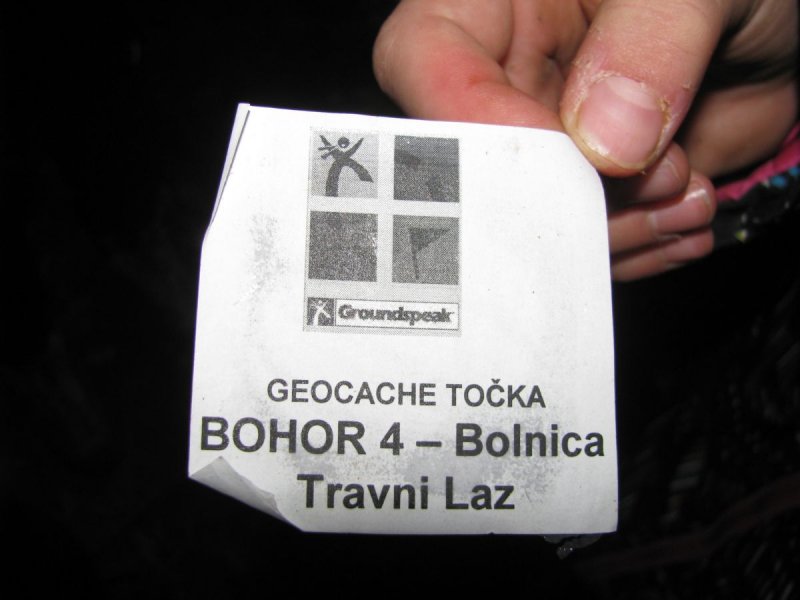 Groundspeak
GEOCACHE TOČKA
BOHOR 4 – Bolnica
Travni Laz